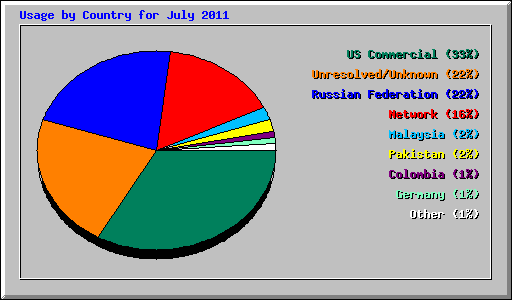 Usage by Country for July 2011
US Commercial (33%)
Unresolved/Unknown (22%)
Russian Federation (22%)
Network (16%)
Malaysia (2%)
Pakistan (2%)
Colombia (1%)
Germany (1%)
Other (1%)